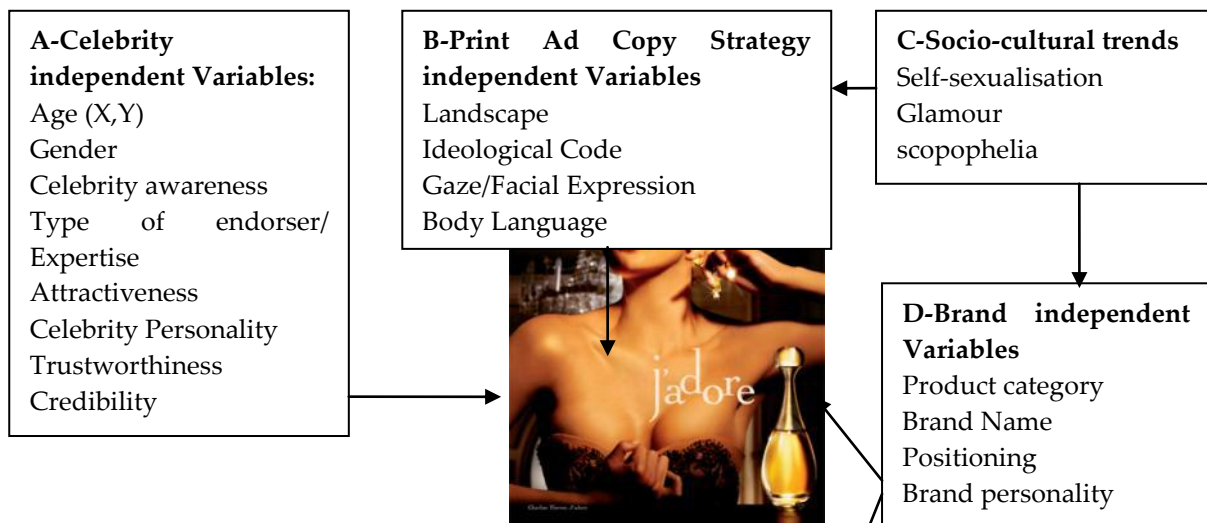 A-Celebrity
independent Variables:
Age (X,Y)
Gender
Celebrity awareness
Type of endorser/
Expertise
Attractiveness
Celebrity Personality
Trustworthiness
Credibility
B-Print Ad Copy Strategy
independent Variables
Landscape
Ideological Code
Gaze/Facial Expression
Body Language
C-Socio-cultural trends
Self-sexualisation
Glamour
scopophelia
j'adore
D-Brand independent
Variables
Product category
Brand Name
Positioning
Brand personality